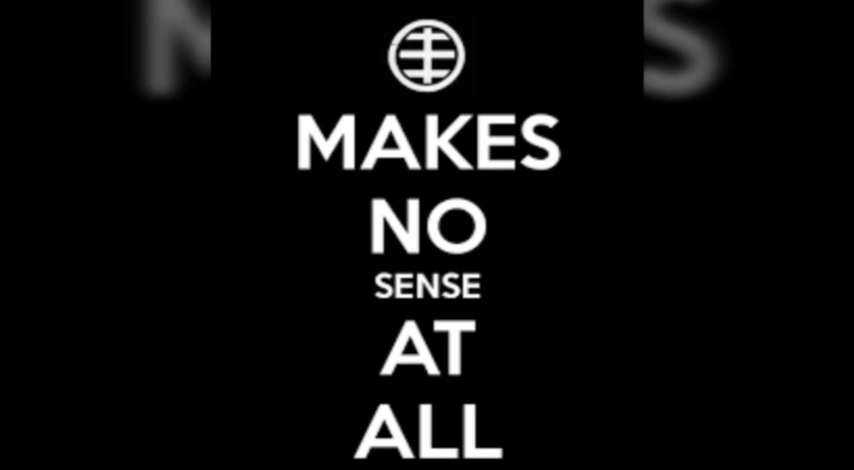 MAKES
NO
SENSE
AT
ALL